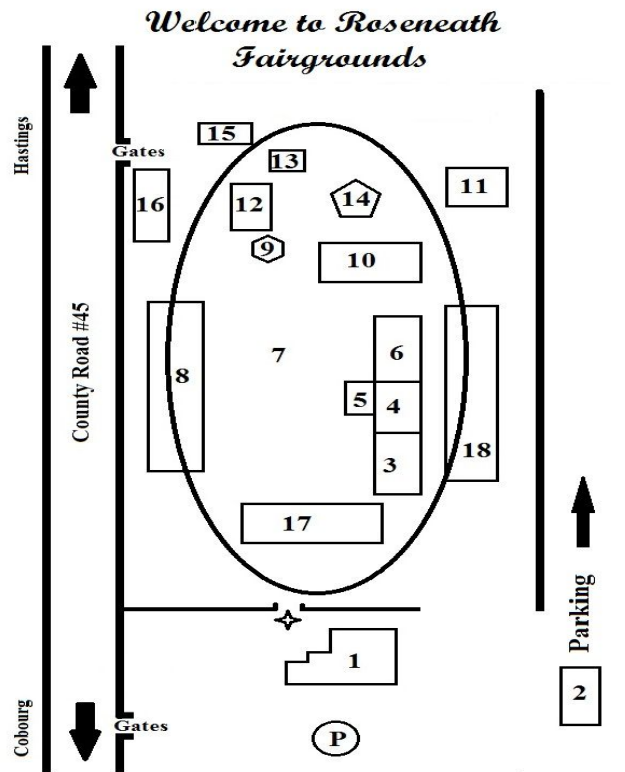 Welcome to Roseneath
Fairgrounds
Hastings
Gates
County Road #45
15
13
16
12
14
11
9
10
7
8
6
5
4
3
18
17
Parking
1
2
Cobourg
Gates
P